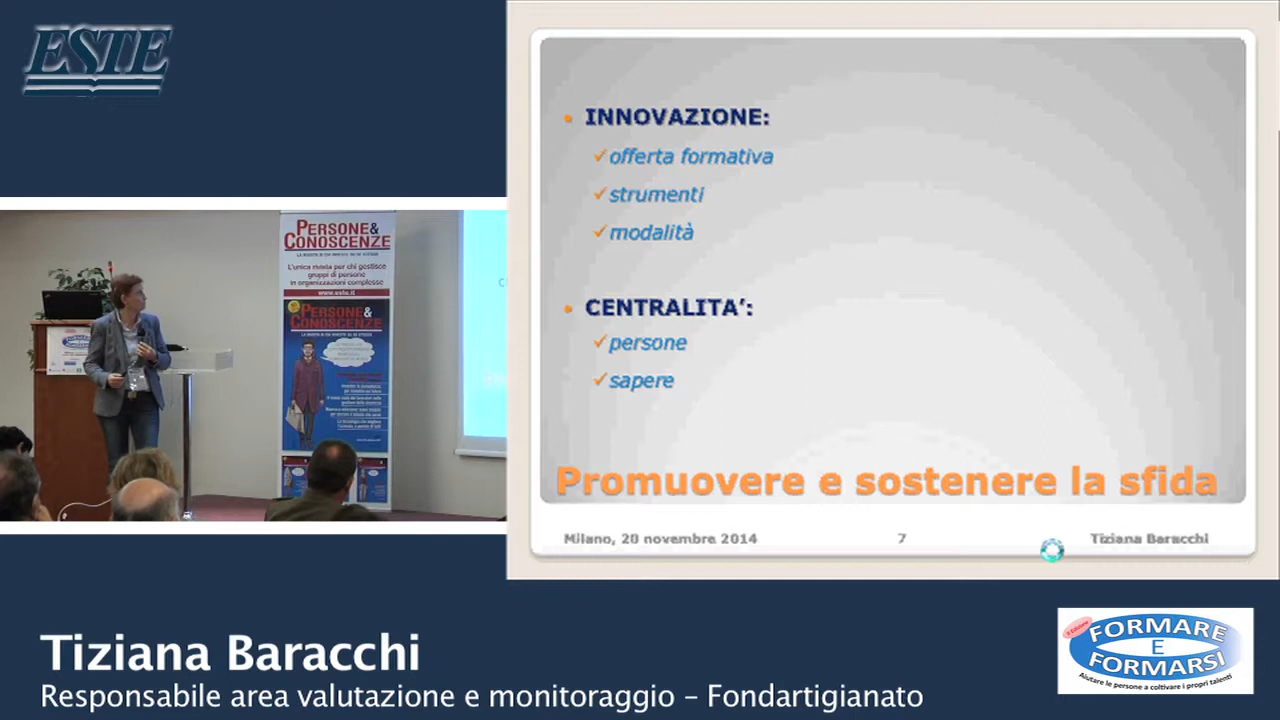 ESTE
INNOVAZIONE:
offerta formativa
strumenti
modalità
CENTRALITA’:
persone
sapere
Promuovere e sostenere la sfida
Milano, 20 novembre 2014
7
Tiziana Baracchi
PERSONE&
CONOSCENZE
L'unica rivista per chi gestisce
gruppi di persone
in organizzazioni complesse
www.este.it
PERSONE&
CONOSCENZE
Tiziana Baracchi
Responsabile area valutazione e monitoraggio – Fondartigianato
FORMARE
E
FORMARSI
Aiutare le persone a coltivare i propri talenti